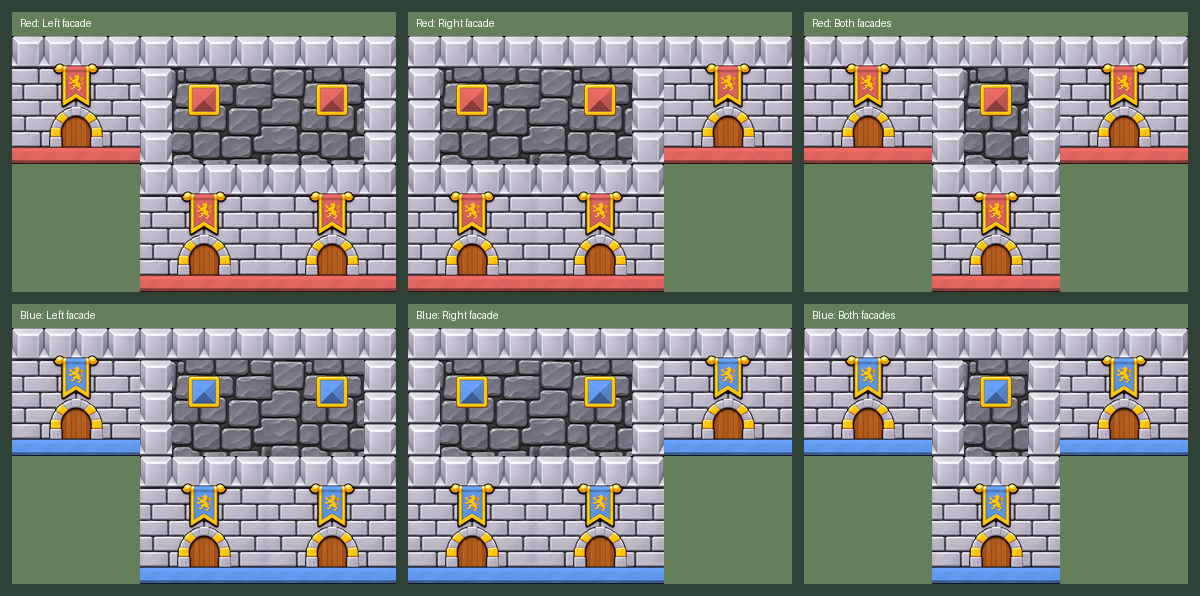 Red: Left facade
Red: Right facade
Red: Both facades
Blue: Left facade
Blue: Right facade
Blue: Both facades